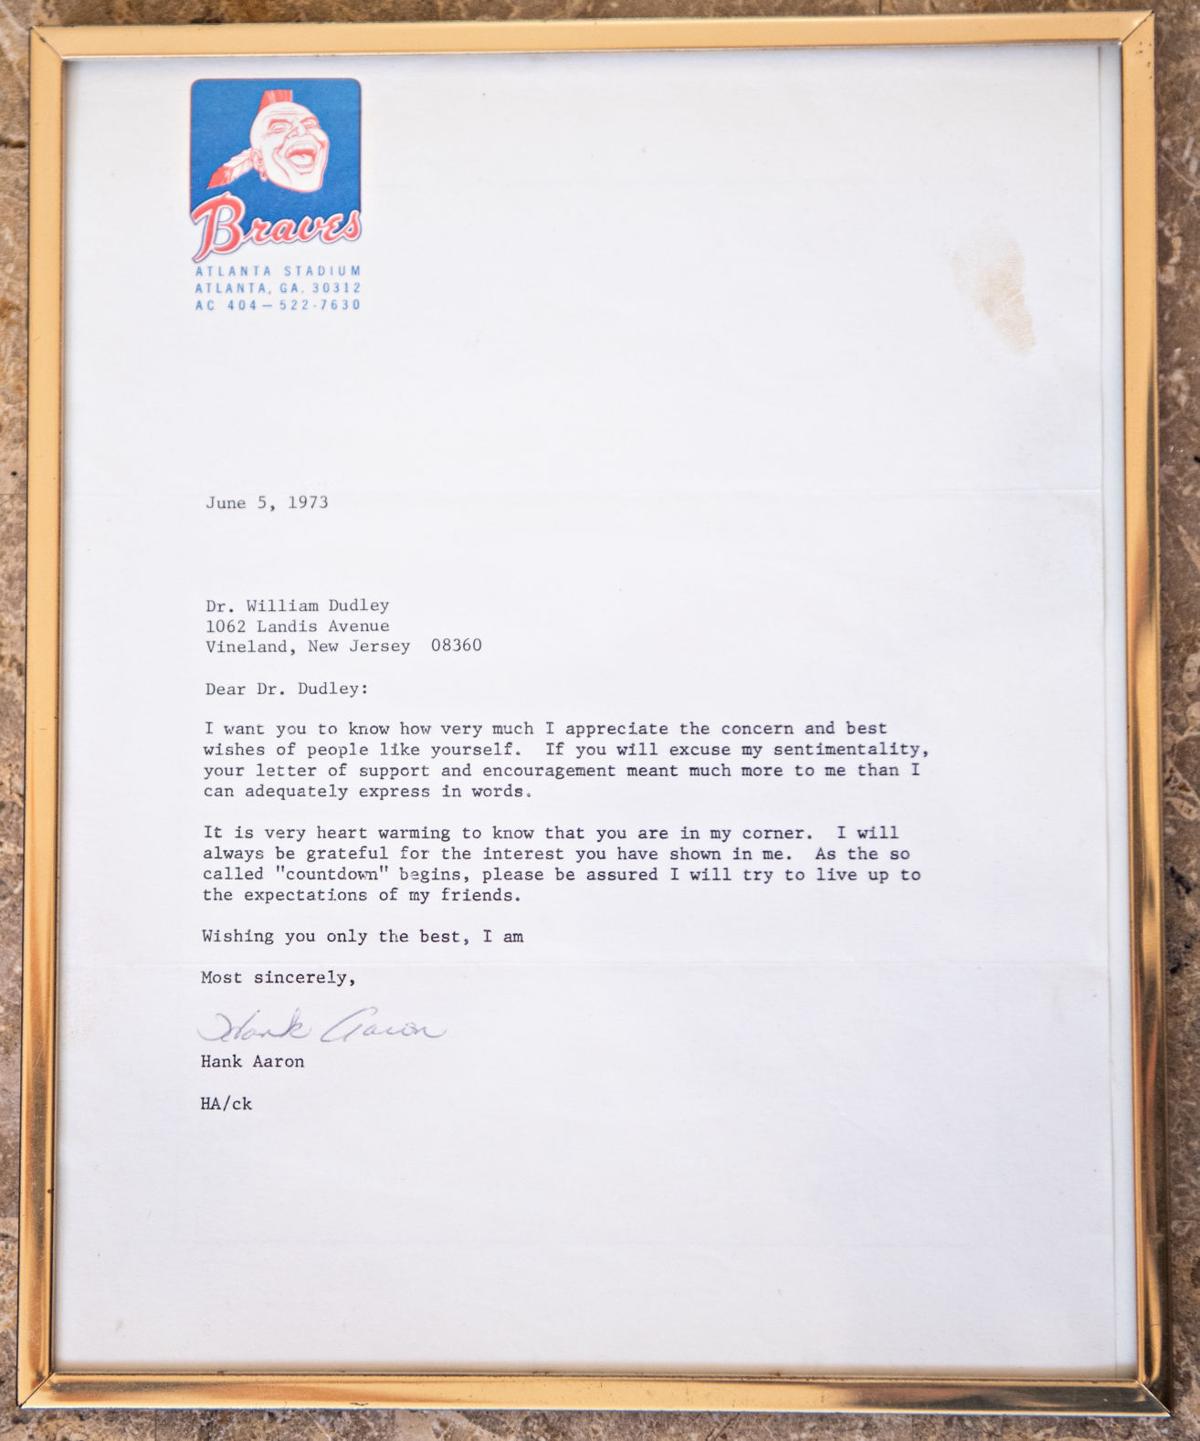 Braves
ATLANTA STADIUM
ATLANTA, GA. 30312
AC 404—522-7630
June 5, 1973
Dr. William Dudley
1062 Landis Avenue
Vineland, New Jersey  08360
Dear Dr. Dudley:
I want you to know how very much I appreciate the concern and best
wishes of people like yourself.  If you will excuse my sentimentality,
your letter of support and encouragement meant much more to me than I
can adequately express in words.
It is very heart warming to know that you are in my corner.  I will
always be grateful for the interest you have shown in me.  As the so
called "countdown" begins, please be assured I will try to live up to
the expectations of my friends.
Wishing you only the best, I am
Most sincerely,
Hank Aaron
Hank Aaron
HA/ck